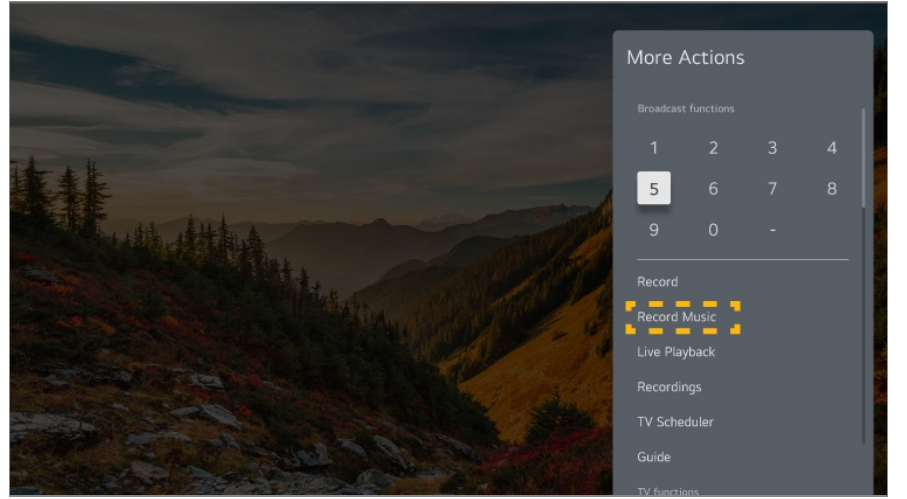 More Actions
Broadcast functions
1 2 3 4
5 6 7 8
9 0 -
Record
Record Music
Live Playback
Recordings
TV Scheduler
Guide
TV functions